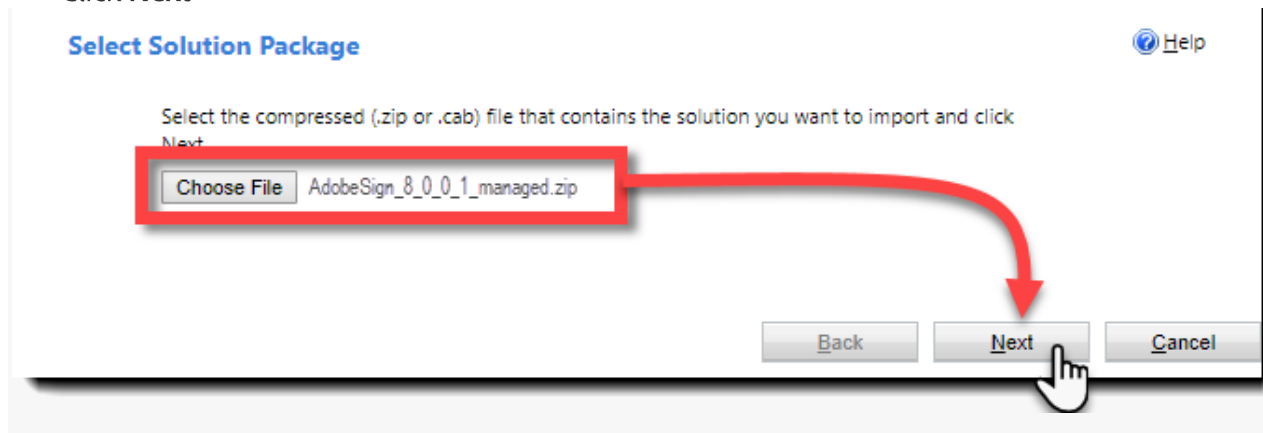 Select Solution Package
Help
Select the compressed (.zip or .cab) file that contains the solution you want to import and click
Next
Choose File AdobeSign_8_0_0_1_managed.zip
Back Next Cancel